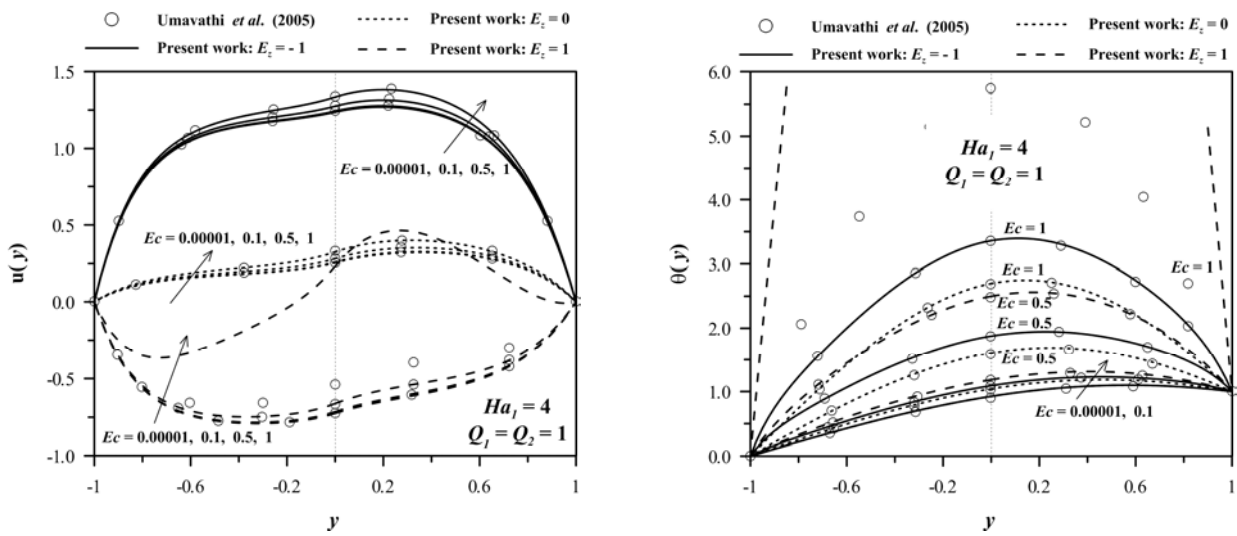 Umavathi et al. (2005)
Present work: E_z = 0
Present work: E_z = - 1
Present work: E_z = 1
1.5
1.0
0.5
0.0
-0.5
-1.0
u(y)
Ec = 0.00001, 0.1, 0.5, 1
Ec = 0.00001, 0.1, 0.5, 1
Ec = 0.00001, 0.1, 0.5, 1
Ha_1 = 4
Q_1 = Q_2 = 1
-1
-0.6
-0.2
0.2
0.6
1
y
Umavathi et al. (2005)
Present work: E_z = 0
Present work: E_z = - 1
Present work: E_z = 1
6.0
5.0
4.0
3.0
2.0
1.0
0.0
θ(y)
Ha_1 = 4
Q_1 = Q_2 = 1
Ec = 1
Ec = 1
Ec = 1
Ec = 0.5
Ec = 0.5
Ec = 0.5
Ec = 0.00001, 0.1
-1
-0.6
-0.2
0.2
0.6
1
y